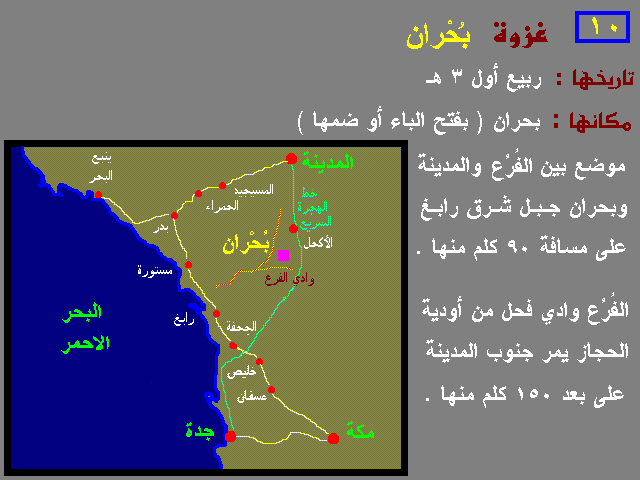 ١٠
غزوة بُحْران
تاريخها : ربيع أول ٣ هـ
مكانها : بحران ( بفتح الباء أو ضمها )
موضع بين الفُرُع والمدينة
وبحران جبل شرق رابغ
على مسافة ٩٠ كلم منها .
الفُرُع وادي فحل من أودية
الحجاز يمر جنوب المدينة
على بعد ١٥٠ كلم منها .
المدينة
ينبع
البحر
المسيجيد
الحمراء
خط
الهجرة
السريع
بدر
الأكحل
بُحْران
مستورة
وادي الفرع
رابغ
الجحفة
البحر
الاحمر
خليص
عسفان
جدة
مكة